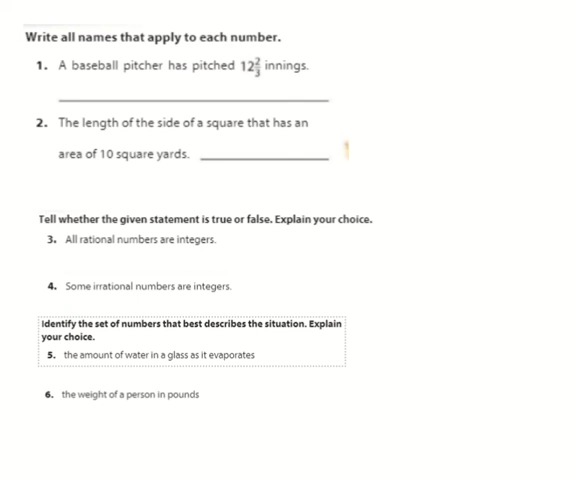 Write all names that apply to each number.
1. A baseball pitcher has pitched 12⅔ innings.
2. The length of the side of a square that has an
area of 10 square yards.
Tell whether the given statement is true or false. Explain your choice.
3. All rational numbers are integers.
4. Some irrational numbers are integers.
Identify the set of numbers that best describes the situation. Explain
your choice.
5. the amount of water in a glass as it evaporates
6. the weight of a person in pounds